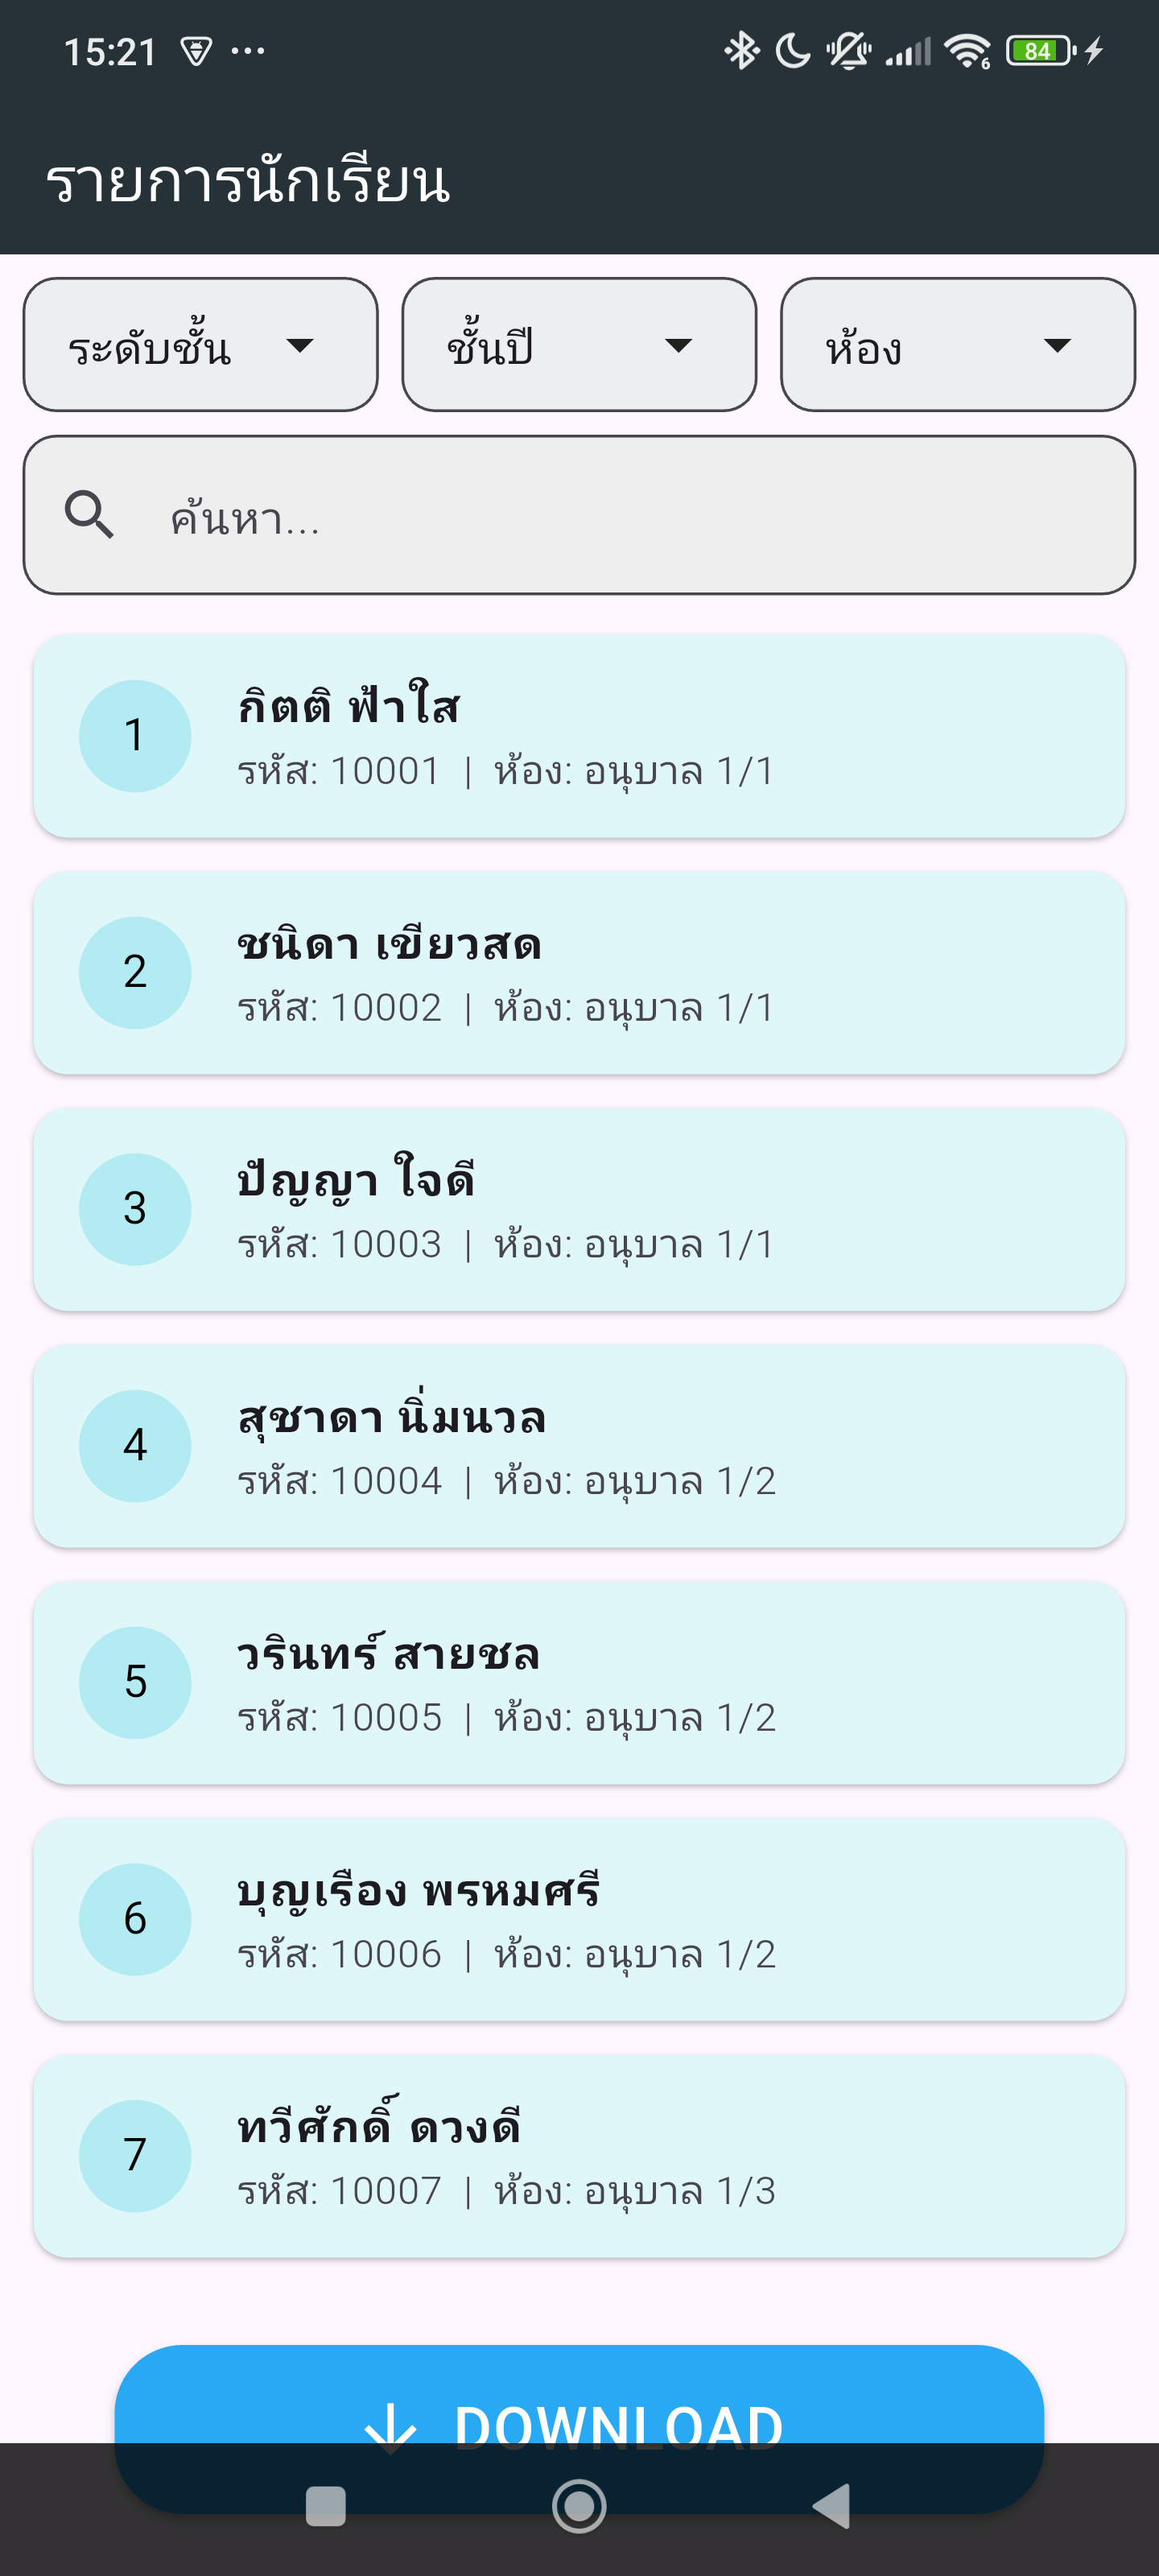 15:21
84
6
รายการนักเรียน
ระดับชั้น ชั้นปี ห้อง
ค้นหา...
1
กิตติ ฟ้าใส
รหัส: 10001 | ห้อง: อนุบาล 1/1
2
ชนิดา เขียวสด
รหัส: 10002 | ห้อง: อนุบาล 1/1
3
ปัญญา ใจดี
รหัส: 10003 | ห้อง: อนุบาล 1/1
4
สุชาดา นิ่มนวล
รหัส: 10004 | ห้อง: อนุบาล 1/2
5
วรินทร์ สายชล
รหัส: 10005 | ห้อง: อนุบาล 1/2
6
บุญเรือง พรหมศรี
รหัส: 10006 | ห้อง: อนุบาล 1/2
7
ทวีศักดิ์ ดวงดี
รหัส: 10007 | ห้อง: อนุบาล 1/3
DOWNLOAD